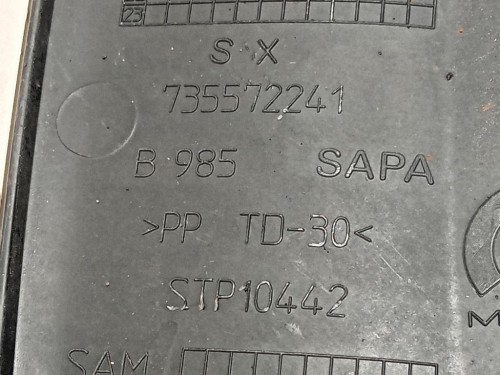 23
S X
735572241
B 985 SAPA
>PP TD-30<
STP10442
M
SAM